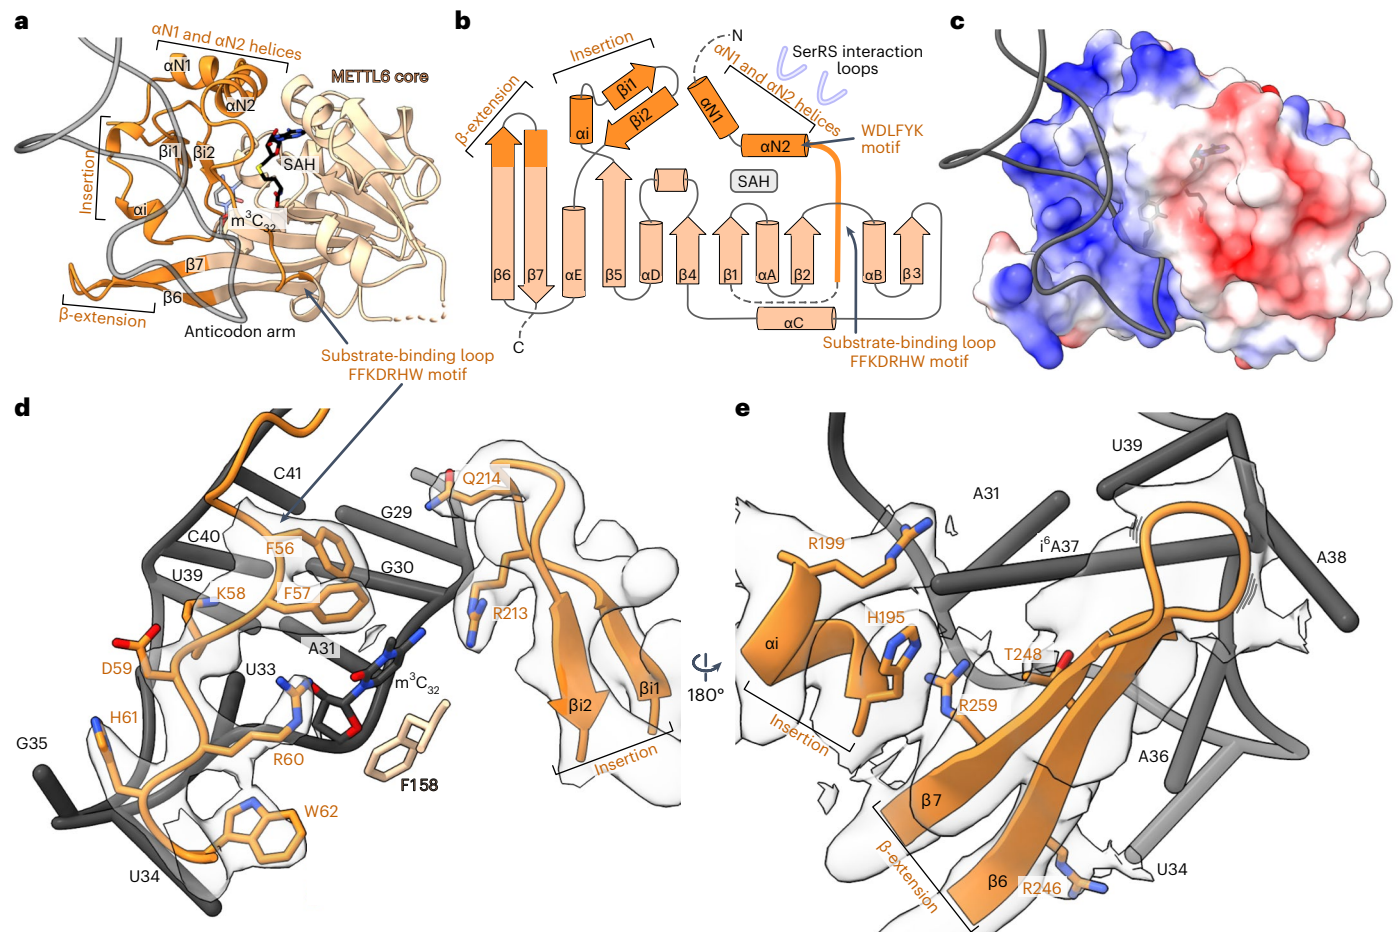 a
αN1 and αN2 helices
αN1
αN2
METTL6 core
Insertion
βi1
βi2
SAH
αi
m³C₃₂
β7
β6
β-extension
Anticodon arm
Substrate-binding loop
FFKDRHW motif
b
N
Insertion
SerRS interaction
loops
αN1 and αN2 helices
β-extension
βi1
αi
βi2
αN1
αN2
WDLFYK
motif
SAH
β6
β7
αE
β5
αD
β4
β1
αA
β2
αB
β3
αC
C
Substrate-binding loop
FFKDRHW motif
c
d
C41
Q214
G29
C40
F56
U39
K58
F57
G30
R213
A31
D59
U33
m³C₃₂
βi1
βi2
H61
G35
R60
Insertion
F158
W62
U34
180°
e
U39
A31
R199
i⁶A37
A38
H195
αi
T248
R259
Insertion
A36
β7
β-extension
β6
R246
U34